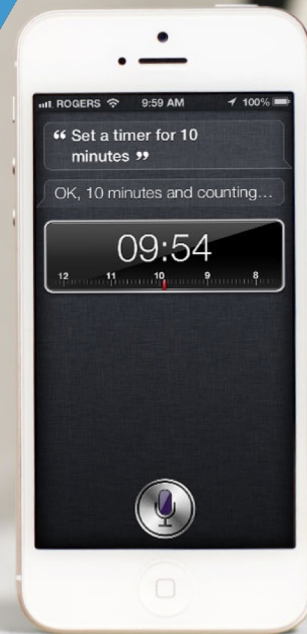 ROGERS 9:59 AM 100%
“ Set a timer for 10
minutes ”
OK, 10 minutes and counting...
09:54
12 11 10 9 8